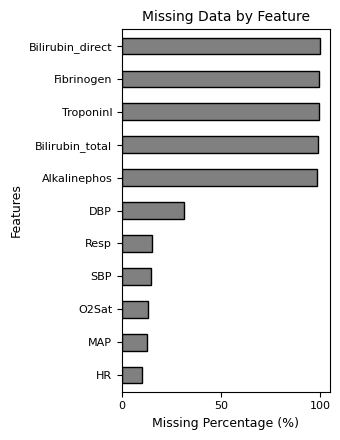 Missing Data by Feature
Bilirubin_direct
Fibrinogen
TroponinI
Bilirubin_total
Alkalinephos
DBP
Resp
SBP
O2Sat
MAP
HR
Features
0 50 100
Missing Percentage (%)